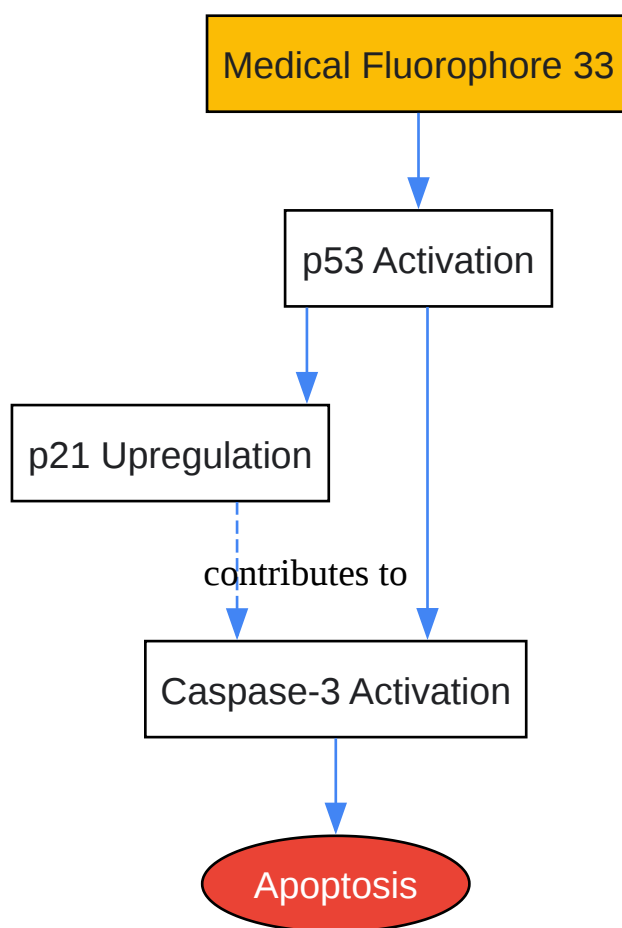 Medical Fluorophore 33
p53 Activation
p21 Upregulation
contributes to
Caspase-3 Activation
Apoptosis